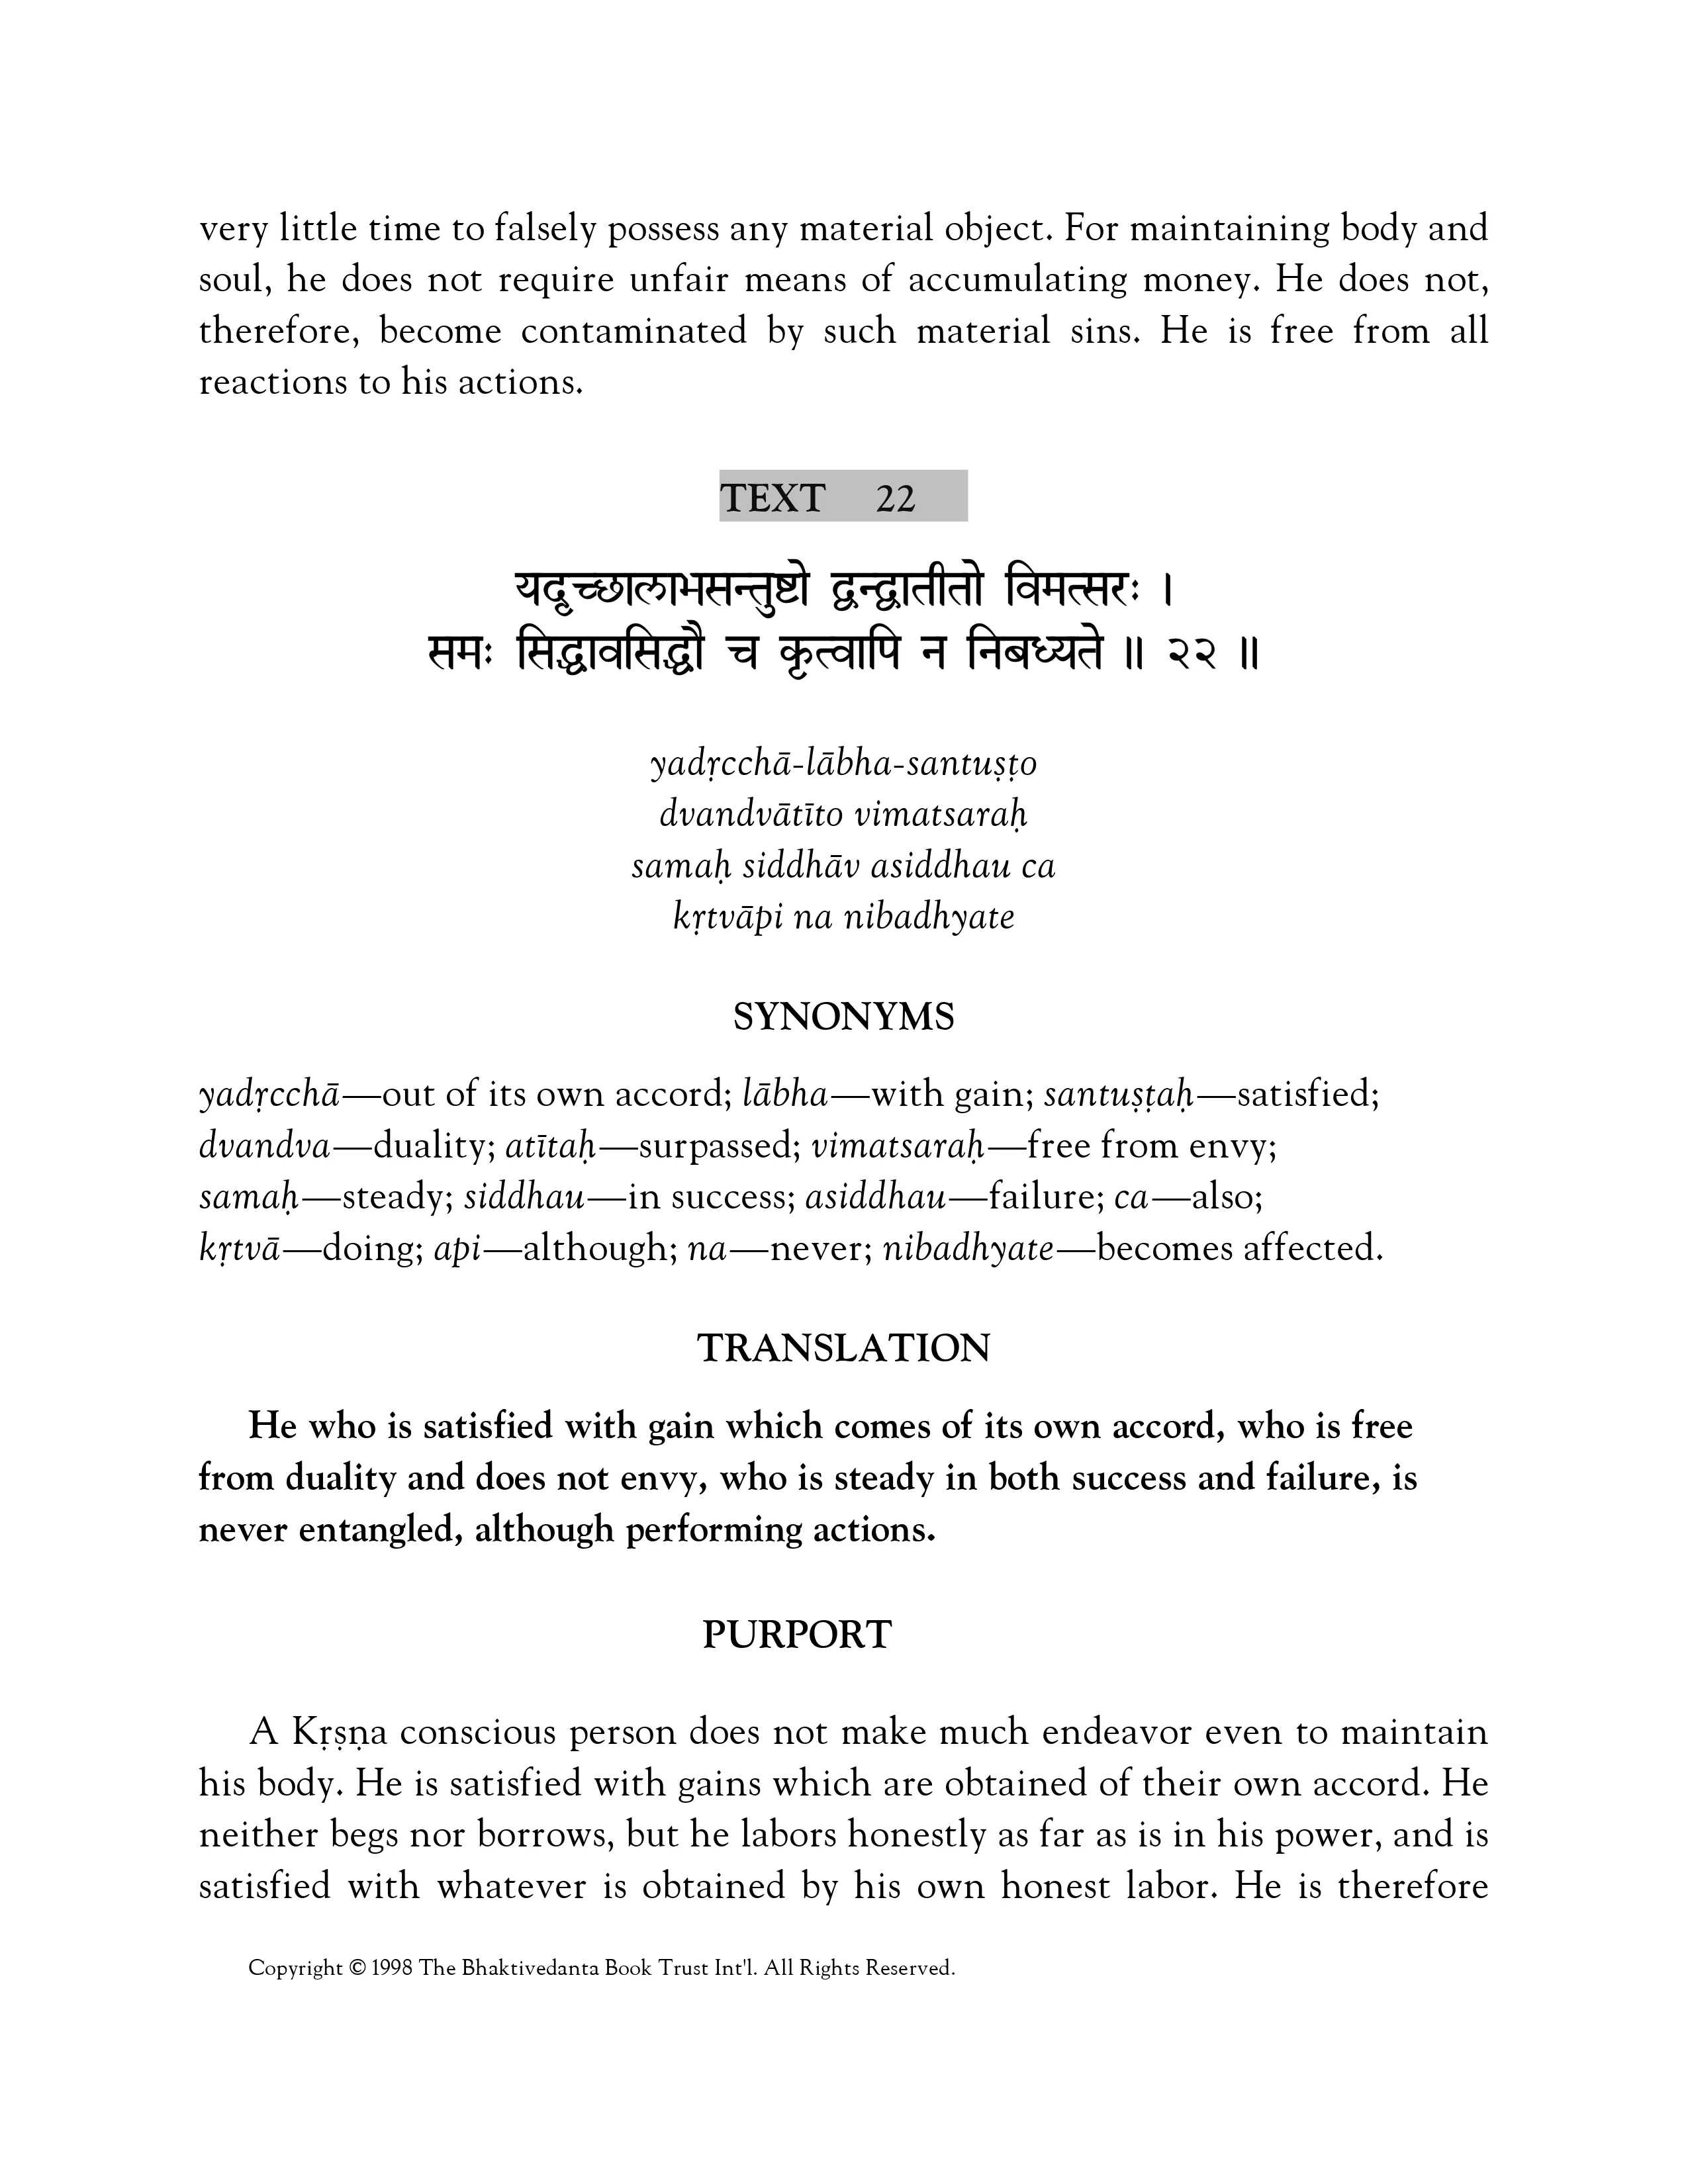 very little time to falsely possess any material object. For maintaining body and
soul, he does not require unfair means of accumulating money. He does not,
therefore, become contaminated by such material sins. He is free from all
reactions to his actions.
TEXT 22
यदृच्छालाभसन्तुष्टो द्वन्द्वातीतो विमत्सरः ।
समः सिद्धावसिद्धौ च कृत्वापि न निबध्यते ॥ २२ ॥
yadṛcchā-lābha-santuṣṭo
dvandvātīto vimatsaraḥ
samaḥ siddhāv asiddhau ca
kṛtvāpi na nibadhyate
SYNONYMS
yadṛcchā—out of its own accord; lābha—with gain; santuṣṭaḥ—satisfied;
dvandva—duality; atītaḥ—surpassed; vimatsaraḥ—free from envy;
samaḥ—steady; siddhau—in success; asiddhau—failure; ca—also;
kṛtvā—doing; api—although; na—never; nibadhyate—becomes affected.
TRANSLATION
He who is satisfied with gain which comes of its own accord, who is free
from duality and does not envy, who is steady in both success and failure, is
never entangled, although performing actions.
PURPORT
A Kṛṣṇa conscious person does not make much endeavor even to maintain
his body. He is satisfied with gains which are obtained of their own accord. He
neither begs nor borrows, but he labors honestly as far as is in his power, and is
satisfied with whatever is obtained by his own honest labor. He is therefore
Copyright © 1998 The Bhaktivedanta Book Trust Int'l. All Rights Reserved.